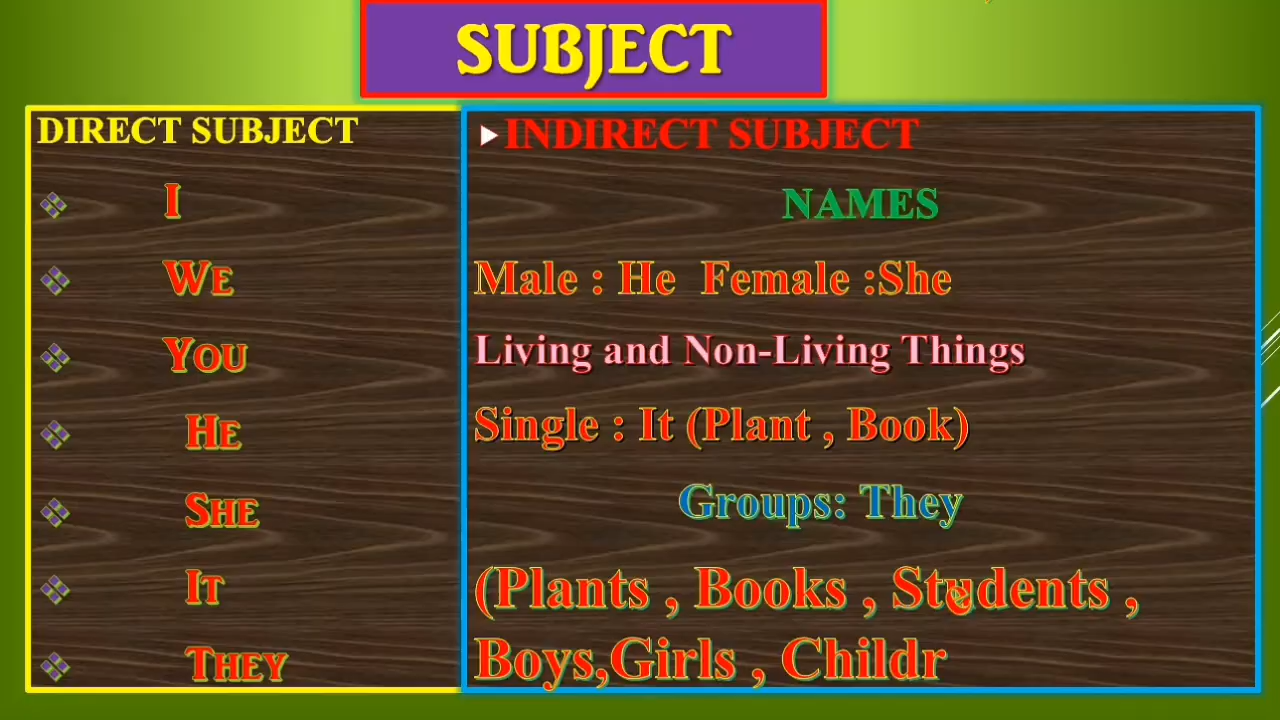 SUBJECT
DIRECT SUBJECT
I
WE
YOU
HE
SHE
IT
THEY
INDIRECT SUBJECT
NAMES
Male : He Female :She
Living and Non-Living Things
Single : It (Plant , Book)
Groups: They
(Plants , Books , Students ,
Boys,Girls , Childr